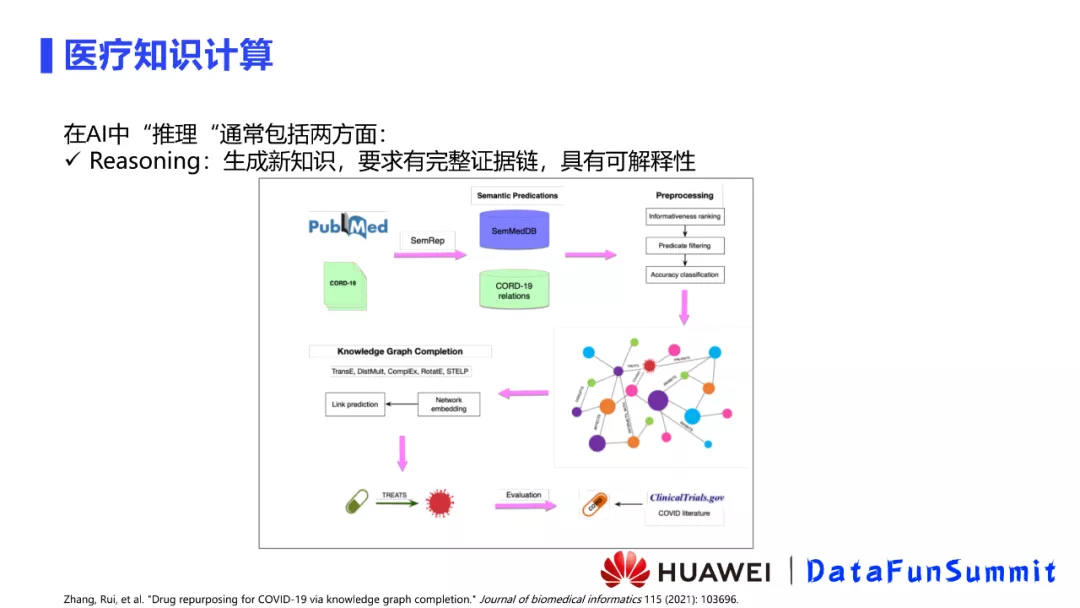 医疗知识计算
在AI中“推理“通常包括两方面：
✓ Reasoning：生成新知识，要求有完整证据链，具有可解释性
PubMed
CORD-19
SemRep
Semantic Predications
SemMedDB
CORD-19
relations
Preprocessing
Informativeness ranking
Predicate filtering
Accuracy classification
TREATS
Knowledge Graph Completion
TransE, DistMult, ComplEx, RotatE, STELP
Link prediction
Network
embedding
TREATS
Evaluation
ClinicalTrials.gov
COVID literature
HUAWEI
DataFunSummit
Zhang, Rui, et al. "Drug repurposing for COVID-19 via knowledge graph completion." Journal of biomedical informatics 115 (2021): 103696.